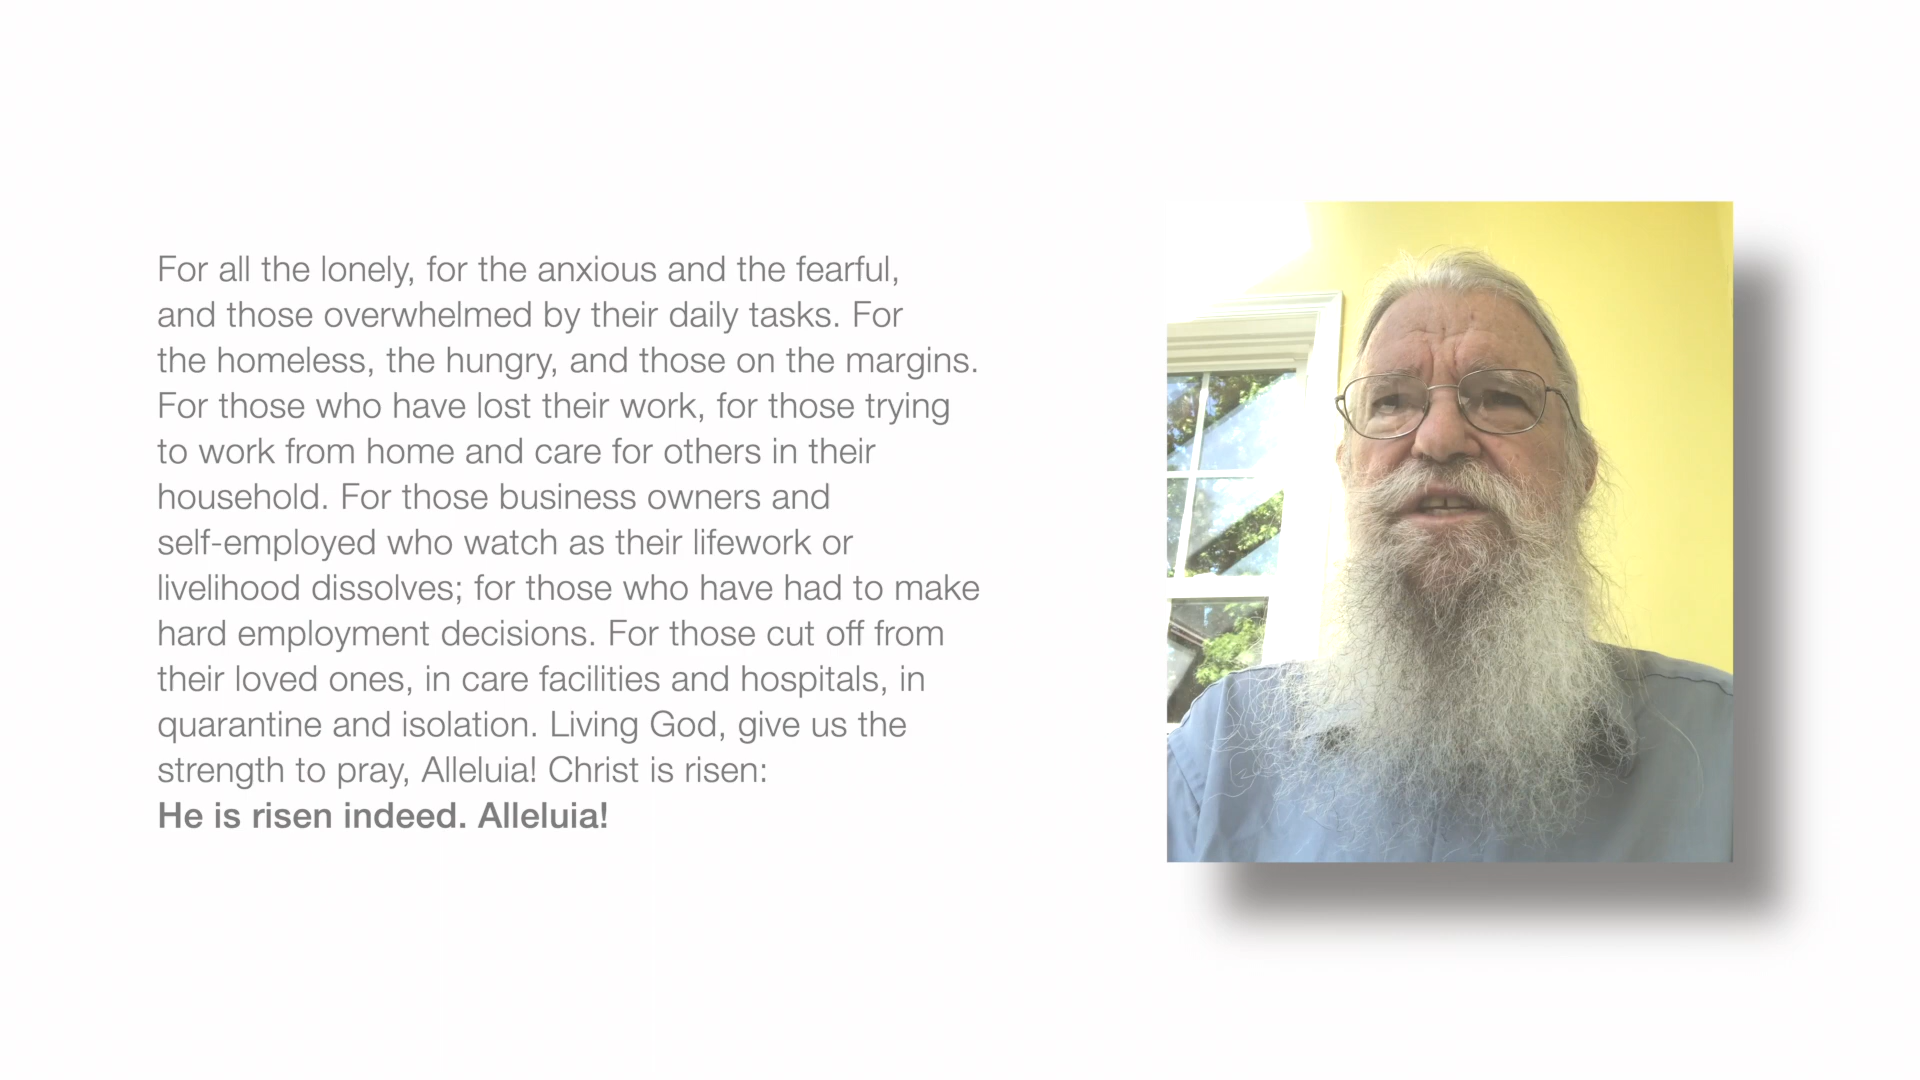 For all the lonely, for the anxious and the fearful,
and those overwhelmed by their daily tasks. For
the homeless, the hungry, and those on the margins.
For those who have lost their work, for those trying
to work from home and care for others in their
household. For those business owners and
self-employed who watch as their lifework or
livelihood dissolves; for those who have had to make
hard employment decisions. For those cut off from
their loved ones, in care facilities and hospitals, in
quarantine and isolation. Living God, give us the
strength to pray, Alleluia! Christ is risen:
He is risen indeed. Alleluia!